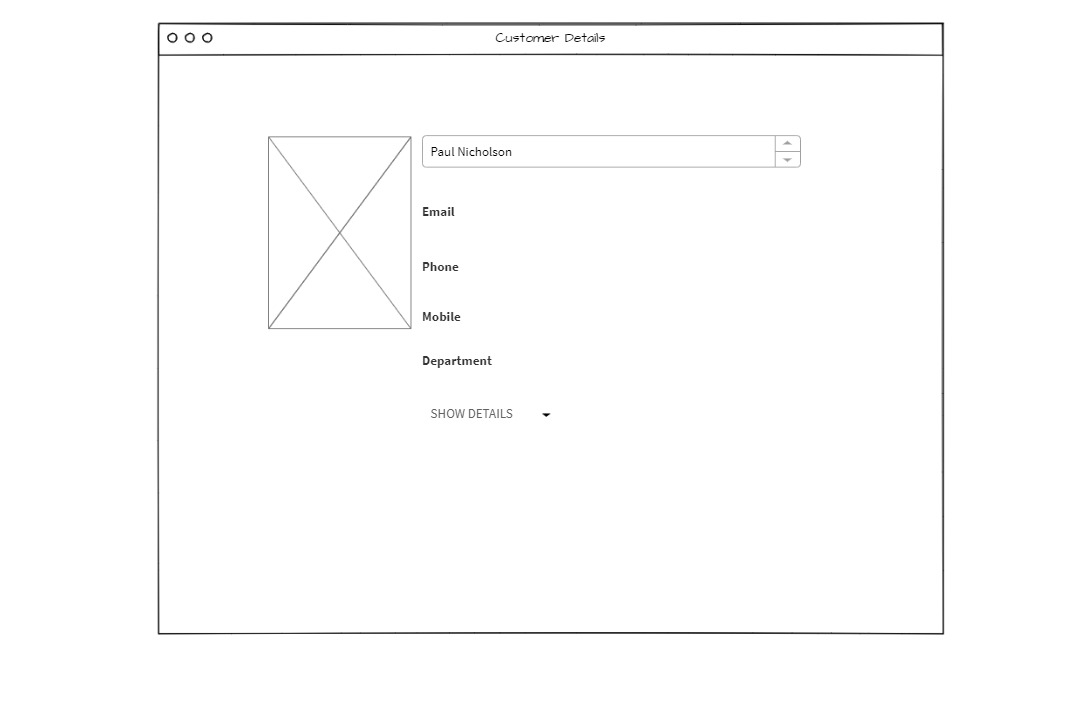 Customer Details
Paul Nicholson
Email
Phone
Mobile
Department
SHOW DETAILS